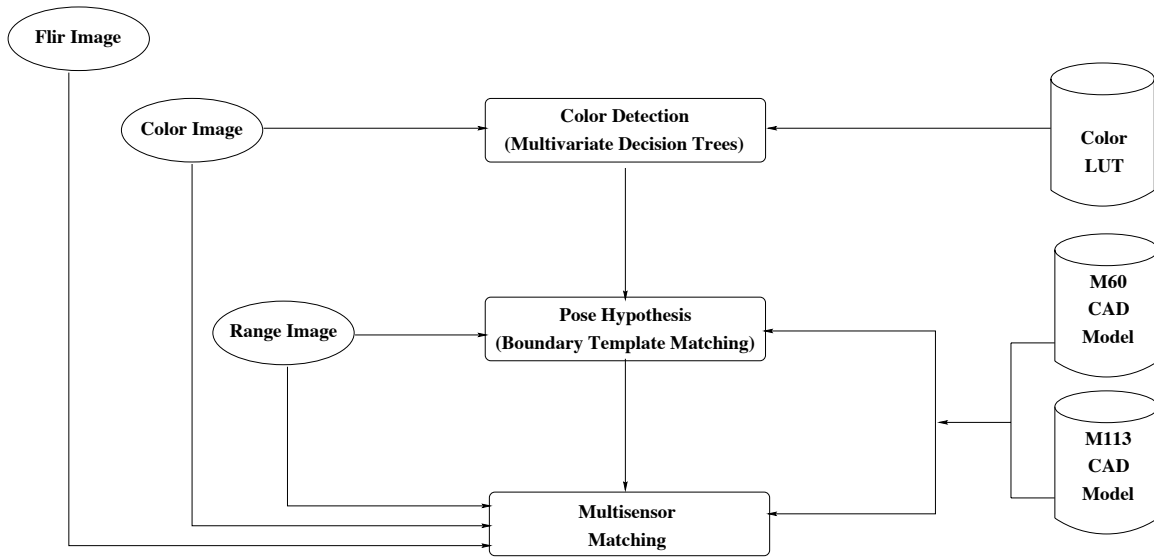 Flir Image
Color Image
Color Detection
(Multivariate Decision Trees)
Color
LUT
Range Image
Pose Hypothesis
(Boundary Template Matching)
M60
CAD
Model
M113
CAD
Model
Multisensor
Matching